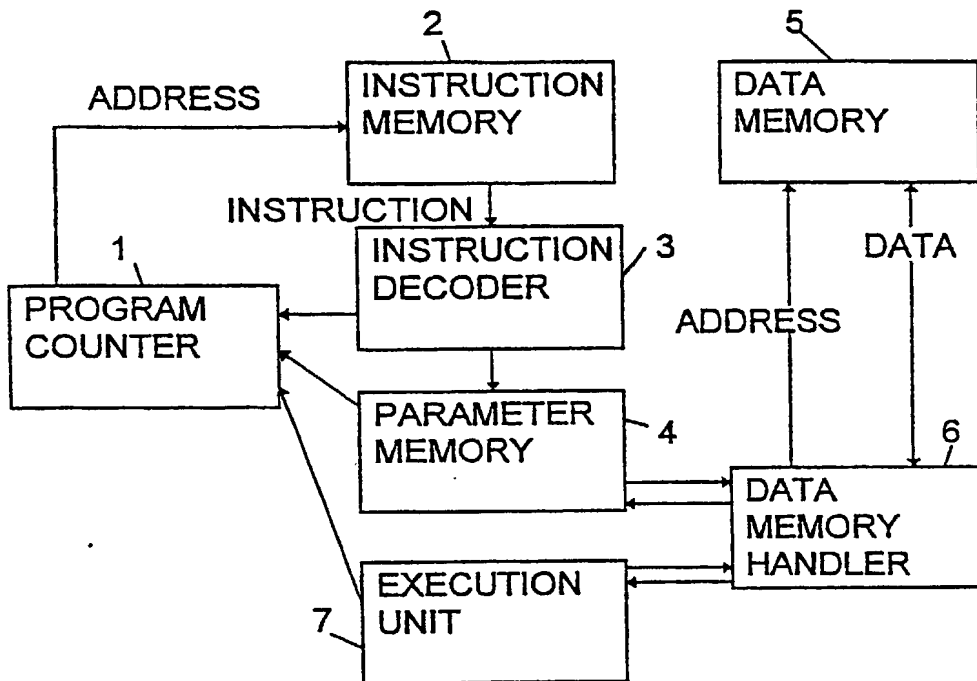 2
5
INSTRUCTION
MEMORY
DATA
MEMORY
ADDRESS
INSTRUCTION
1
INSTRUCTION
DECODER
3
DATA
PROGRAM
COUNTER
ADDRESS
PARAMETER
MEMORY
4
6
DATA
MEMORY
HANDLER
EXECUTION
UNIT
7